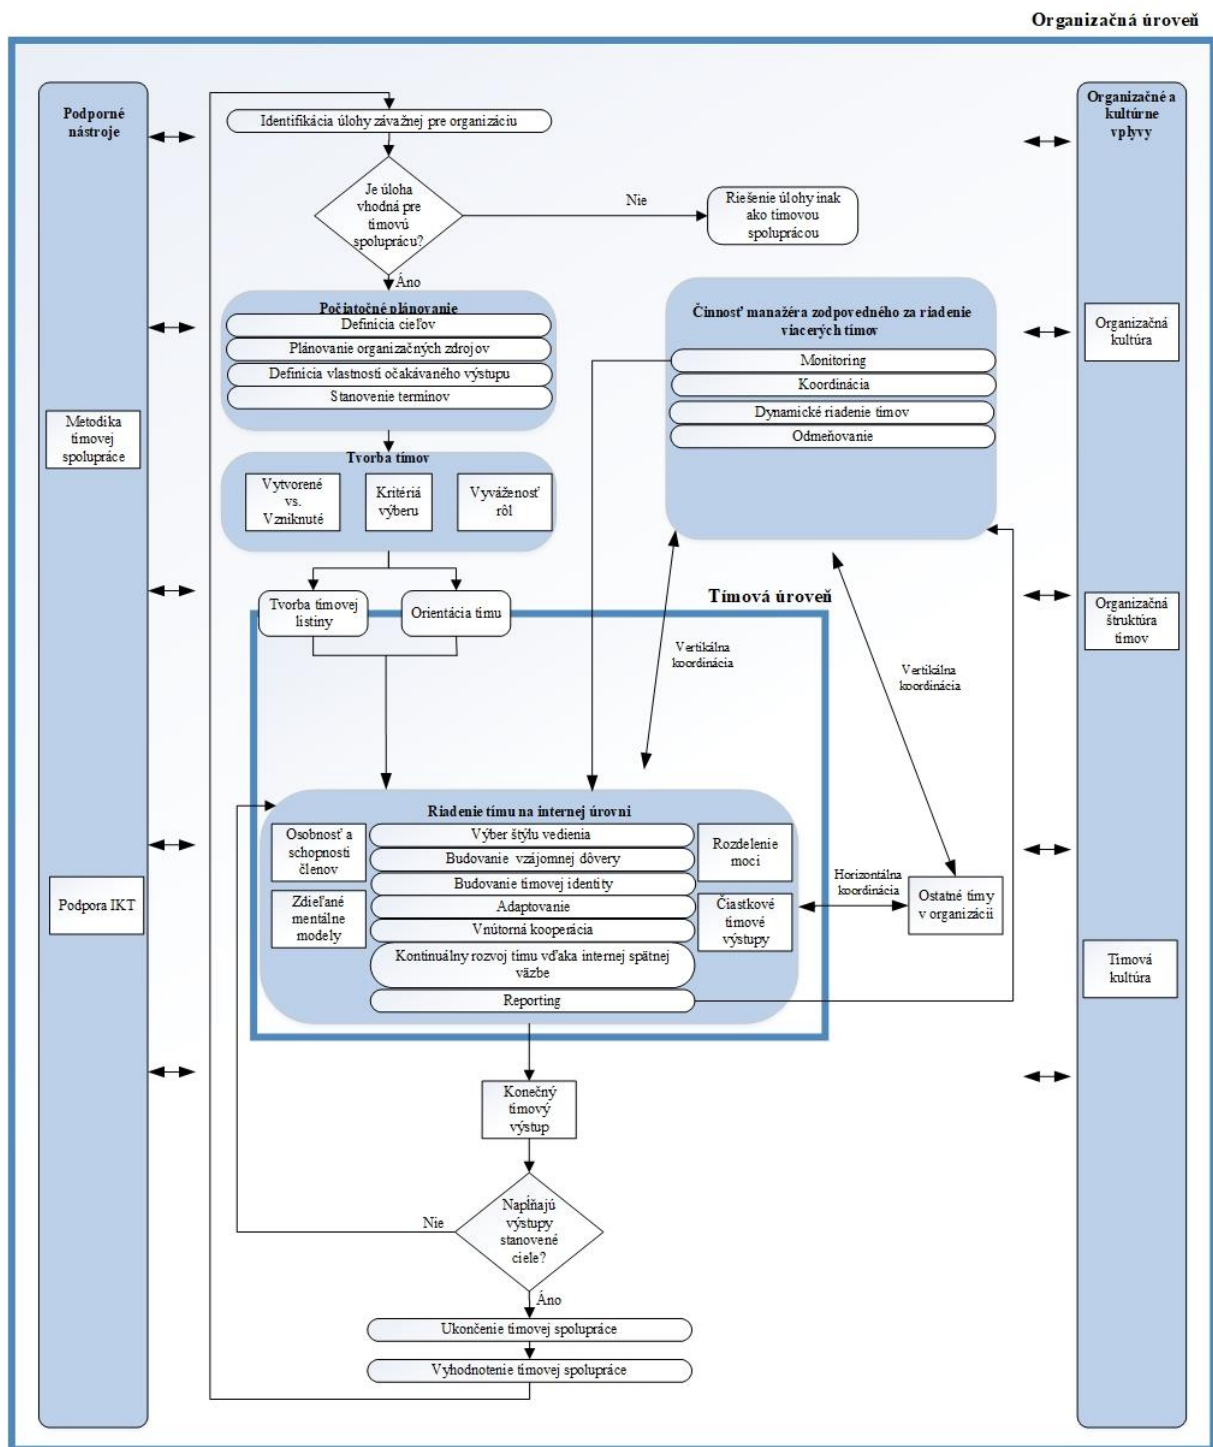 Organizačná úroveň
Podporné
nástroje
Metodika
tímovej
spolupráce
Podpora IKT
Identifikácia úlohy závažnej pre organizáciu
Je úloha
vhodná pre
tímovú
spoluprácu?
Nie
Riešenie úlohy inak
ako tímovou
spoluprácou
Áno
Počiatočné plánovanie
Definícia cieľov
Plánovanie organizačných zdrojov
Definícia vlastností očakávaného výstupu
Stanovenie termínov
Tvorba tímov
Vytvorené
vs.
Vzniknuté
Kritériá
výberu
Vyváženosť
rôl
Tvorba tímovej
listiny
Orientácia tímu
Činnosť manažéra zodpovedného za riadenie
viacerých tímov
Monitoring
Koordinácia
Dynamické riadenie tímov
Odmeňovanie
Tímová úroveň
Vertikálna
koordinácia
Vertikálna
koordinácia
Riadenie tímu na internej úrovni
Osobnosť a
schopnosti
členov
Zdieľané
mentálne
modely
Výber štýlu vedienia
Budovanie vzájomnej dôvery
Budovanie tímovej identity
Adaptovanie
Vnútorná kooperácia
Kontinuálny rozvoj tímu vďaka internej spätnej
väzbe
Reporting
Rozdelenie
moci
Čiastkové
tímové
výstupy
Horizontálna
koordinácia
Ostatné tímy
v organizácii
Konečný
tímový
výstup
Napĺňajú
výstupy
stanovené
ciele?
Nie
Áno
Ukončenie tímovej spolupráce
Vyhodnotenie tímovej spolupráce
Organizačné a
kultúrne
vplyvy
Organizačná
kultúra
Organizačná
štruktúra
tímov
Tímová
kultúra